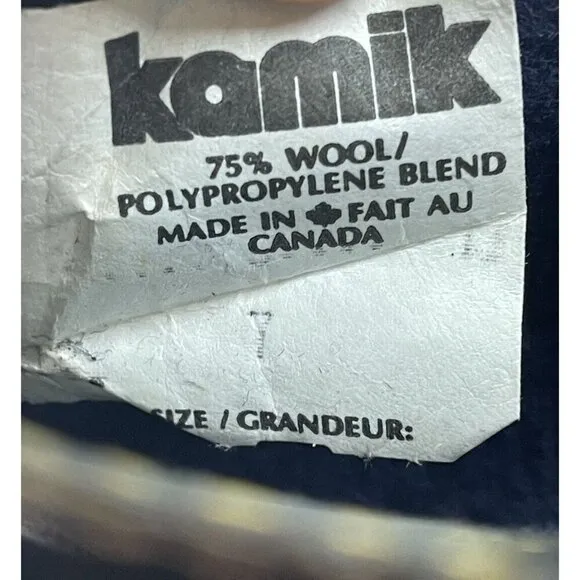 kamik
75% WOOL/
POLYPROPYLENE BLEND
MADE IN FAIT AU
CANADA
SIZE / GRANDEUR: